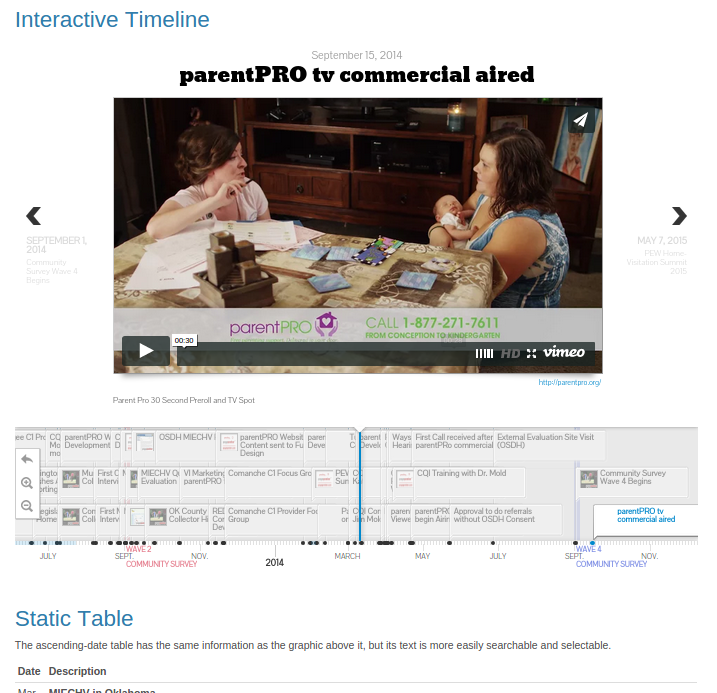 Interactive Timeline
September 15, 2014
parentPRO tv commercial aired
SEPTEMBER 1,
2014
Community
Survey Wave 4
Begins
MAY 7, 2015
PEW Home-
Visitation Summit
2015
parentPRO
CALL 1-877-271-7611
FROM CONCEPTION TO KINDERGARTEN
00:30
HD vimeo
http://parentpro.org/
Parent Pro 30 Second Preroll and TV Spot
parentPRO W
Development
OSDH MIECHV
parentPRO Websit
Content sent to Fu
Design
First Call received after
parentPRo commercial
External Evaluation Site Visit
(OSDH)
MIECHV
Evaluation
VI Marketing
parentPRO
Comanche C1 Focus Gro
CQI Training with Dr. Mold
Community Survey
Wave 4 Begins
OK County
Collector Hi
Comanche C1 Provider Fo
Group
begin Airin
Approval to do referrals
without OSDH Consent
parentPRO tv
commercial aired
JULY
SEPT.
WAVE 2
COMMUNITY SURVEY
NOV.
2014
MARCH
MAY
JULY
SEPT.
WAVE 4
COMMUNITY SURVEY
NOV.
Static Table
The ascending-date table has the same information as the graphic above it, but its text is more easily searchable and selectable.
Date Description
Mar MIECHV in Oklahoma